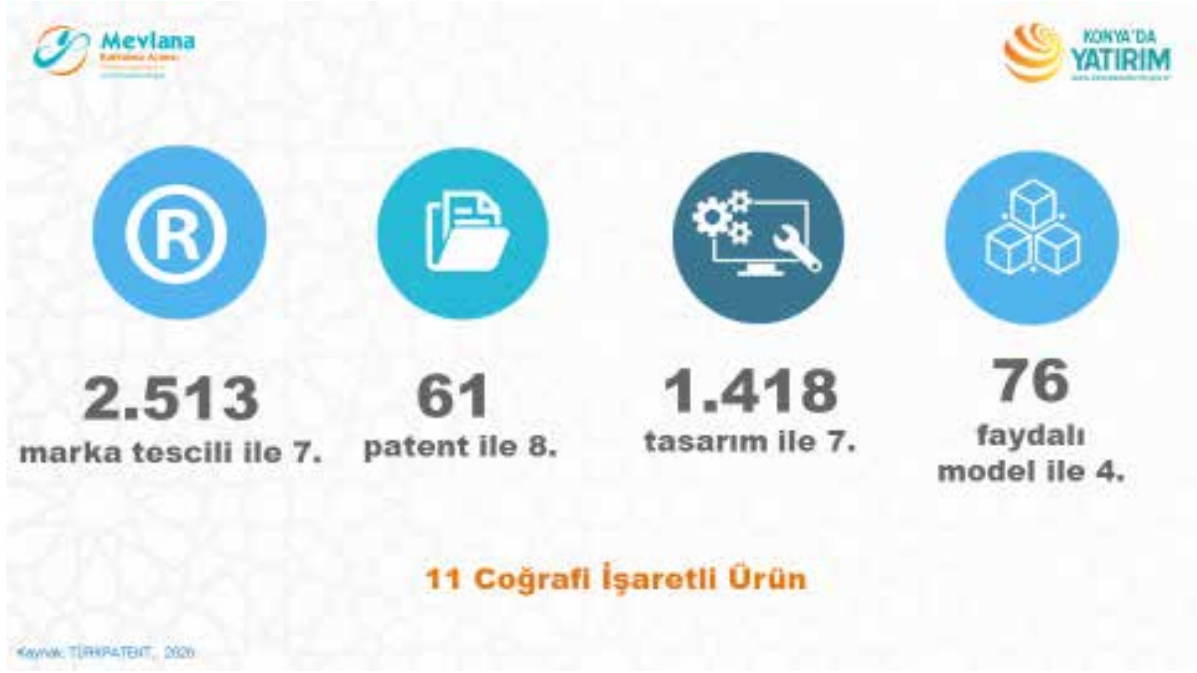 Mevlana
KONYA'DA
YATIRIM
R
2.513
marka tescili ile 7.
61
patent ile 8.
1.418
tasarım ile 7.
76
faydalı
model ile 4.
11 Coğrafi İşaretli Ürün
Kaynak: TÜRKPATENT, 2020